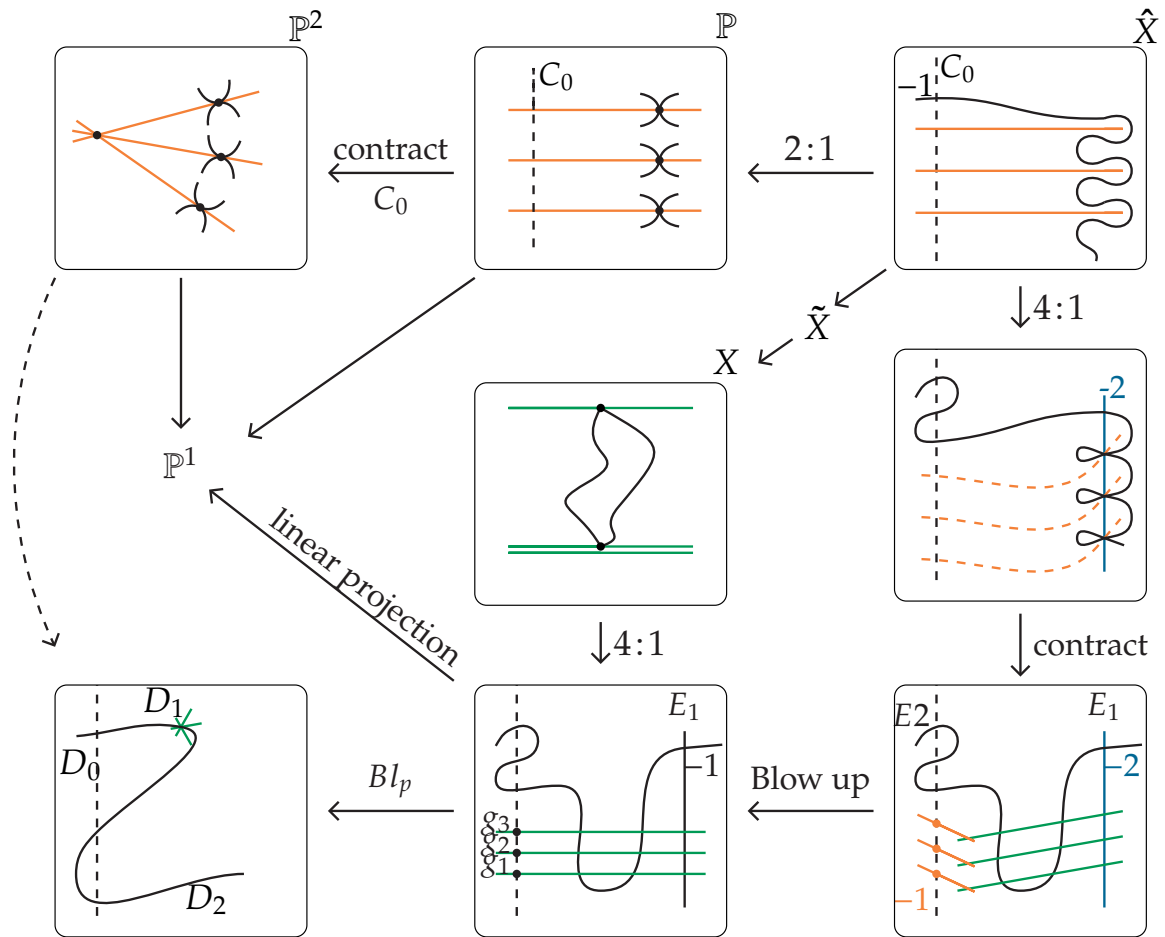 ℙ²
ℙ
X̂
C₀
C₀
−1
contract
C₀
2:1
4:1
X̃
X
-2
ℙ¹
linear projection
4:1
contract
D₁
D₀
D₂
Blₚ
E₁
−1
g₃
g₂
g₁
Blow up
E2
E₁
−2
−1